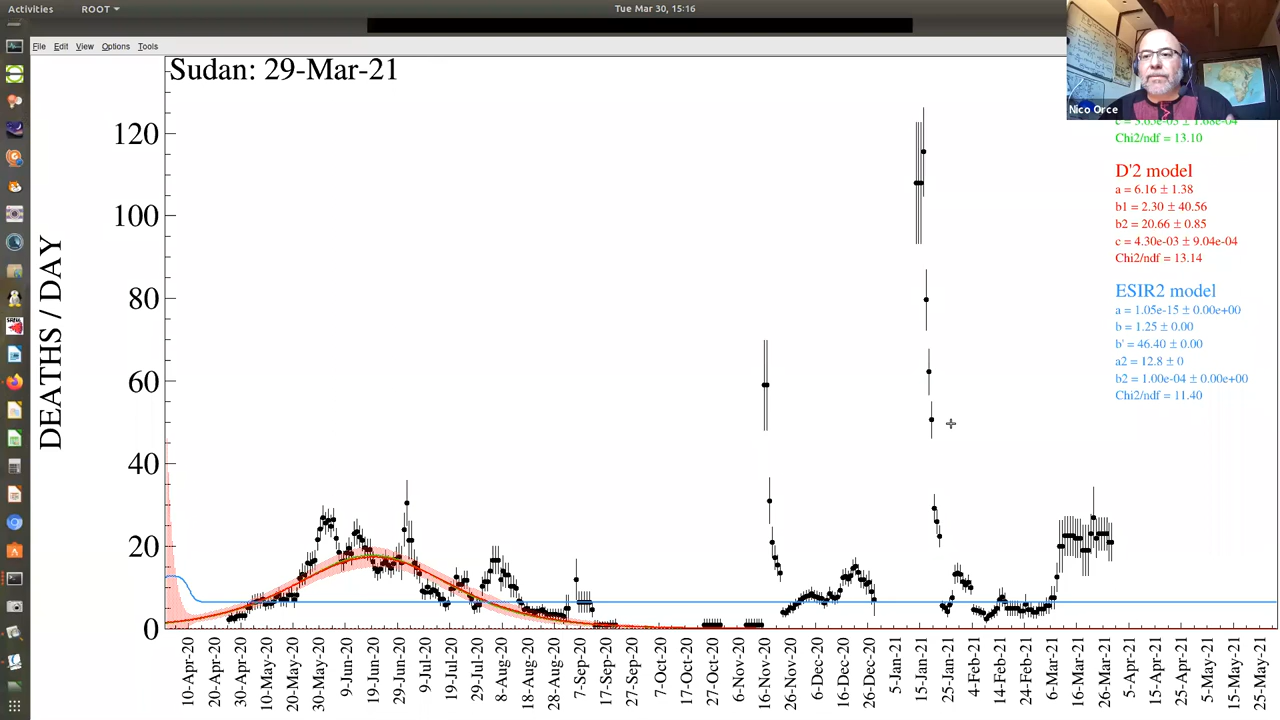 Activities ROOT Tue Mar 30, 15:16
File Edit View Options Tools
Nico Orce
Sudan: 29-Mar-21
DEATHS / DAY
120
100
80
60
40
20
0
Chi2/ndf = 13.10
D'2 model
a = 6.16 ± 1.38
b1 = 2.30 ± 40.56
b2 = 20.66 ± 0.85
c = 4.30e-03 ± 9.04e-04
Chi2/ndf = 13.14
ESIR2 model
a = 1.05e-15 ± 0.00e+00
b = 1.25 ± 0.00
b' = 46.40 ± 0.00
a2 = 12.8 ± 0
b2 = 1.00e-04 ± 0.00e+00
Chi2/ndf = 11.40
10-Apr-20
20-Apr-20
30-Apr-20
10-May-20
20-May-20
30-May-20
9-Jun-20
19-Jun-20
29-Jun-20
9-Jul-20
19-Jul-20
29-Jul-20
8-Aug-20
18-Aug-20
28-Aug-20
7-Sep-20
17-Sep-20
27-Sep-20
7-Oct-20
17-Oct-20
27-Oct-20
6-Nov-20
16-Nov-20
26-Nov-20
6-Dec-20
16-Dec-20
26-Dec-20
5-Jan-21
15-Jan-21
25-Jan-21
4-Feb-21
14-Feb-21
24-Feb-21
6-Mar-21
16-Mar-21
26-Mar-21
5-Apr-21
15-Apr-21
25-Apr-21
5-May-21
15-May-21
25-May-21